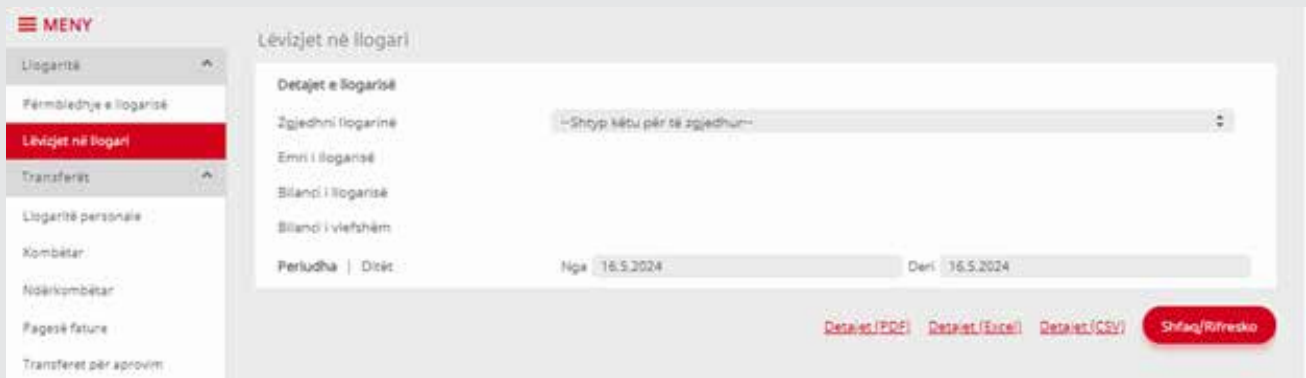 MENY
Llogaritë
Përmbledhje e llogarisë
Lëvizjet në llogari
Transferët
Llogaritë personale
Kombëtar
Ndërkombëtar
Pagesë fature
Transferet për aprovim
Lëvizjet në llogari
Detajet e llogarisë
Zgjedhni llogarinë --Shtyp këtu për të zgjedhur--
Emri i llogarisë
Bilanci i llogarisë
Bilanci i vlefshëm
Periudha | Ditët Nga 16.5.2024 Deri 16.5.2024
Detajet (PDF) Detajet (Excel) Detajet (CSV) Shfaq/Rifresko